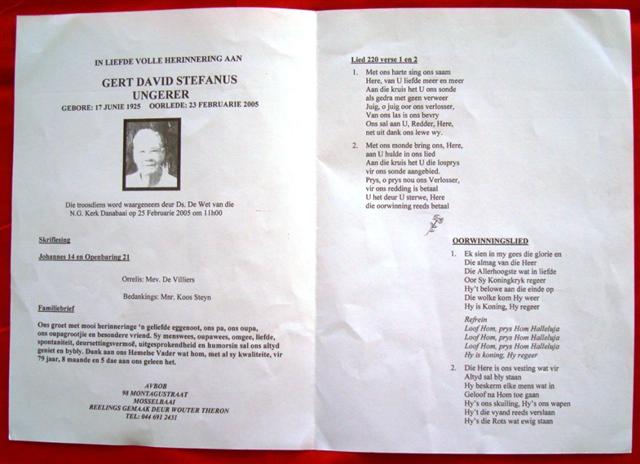 IN LIEFDE VOLLE HERINNERING AAN
GERT DAVID STEFANUS
UNGERER
GEBORE: 17 JUNIE 1925 OORLEDE: 23 FEBRUARIE 2005
Die troosdiens word waargeneem deur Ds. De Wet van die
N.G. Kerk Danabaai op 25 Februarie 2005 om 11h00
Skriflesing
Johannes 14 en Openbaring 21
Orrelis: Mev. De Villiers
Bedankings: Mnr. Koos Steyn
Familiebrief
Ons groet met mooi herinneringe 'n geliefde eggenoot, ons pa, ons oupa,
ons oupagrootjie en besondere vriend. Sy menswees, oupawees, omgee, liefde,
spontaniteit, deursettingsvermoë, uitgesprokendheid en humorsin sal ons altyd
geniet en bybly. Dank aan ons Hemelse Vader wat hom, met al sy kwaliteite, vir
79 jaar, 8 maande en 5 dae aan ons geleen het.
AVBOB
98 MONTAGUSTRAAT
MOSSELBAAI
REELINGS GEMAAK DEUR WOUTER THERON
TEL: 044 691 2431
Lied 220 verse 1 en 2
1. Met ons harte sing ons saam
Here, van U liefde meer en meer
Aan die kruis het U ons sonde
als gedra met geen verweer
Juig, o juig oor ons verlosser,
Van ons las is ons bevry
Ons sal aan U, Redder, Here,
net uit dank ons lewe wy.
2. Met ons monde bring ons, Here,
aan U hulde in ons lied
Aan die kruis het U die losprys
vir ons sonde aangebied.
Prys, o prys nou ons Verlosser,
vir ons redding is betaal
U het deur U sterwe, Here
die oorwinning reeds betaal
OORWINNINGSLIED
1. Ek sien in my gees die glorie en
Die almag van die Heer
Die Allerhoogste wat in liefde
Oor Sy Koningkryk regeer
Hy't belowe aan die einde op
Die wolke kom Hy weer
Hy is Koning, Hy regeer
Refrein
Loof Hom, prys Hom Halleluja
Loof Hom, prys Hom Halleluja
Loof Hom, prys Hom Halleluja
Hy is koning, Hy regeer
2. Die Here is ons vesting wat vir
Altyd sal bly staan
Hy beskerm elke mens wat in
Geloof na Hom toe gaan
Hy's ons skuiling, Hy's ons wapen
Hy't die vyand reeds verslaan
Hy's die Rots wat ewig staan